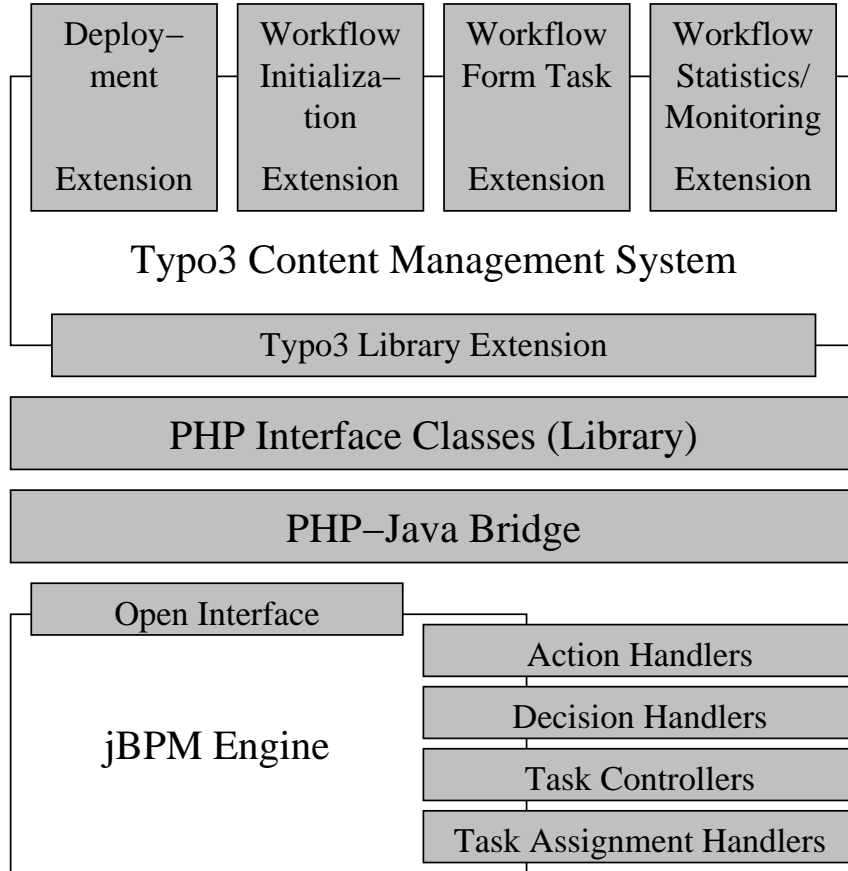 Deploy−
ment
Extension
Workflow
Initializa−
tion
Extension
Workflow
Form Task
Extension
Workflow
Statistics/
Monitoring
Extension
Typo3 Content Management System
Typo3 Library Extension
PHP Interface Classes (Library)
PHP−Java Bridge
Open Interface
jBPM Engine
Action Handlers
Decision Handlers
Task Controllers
Task Assignment Handlers